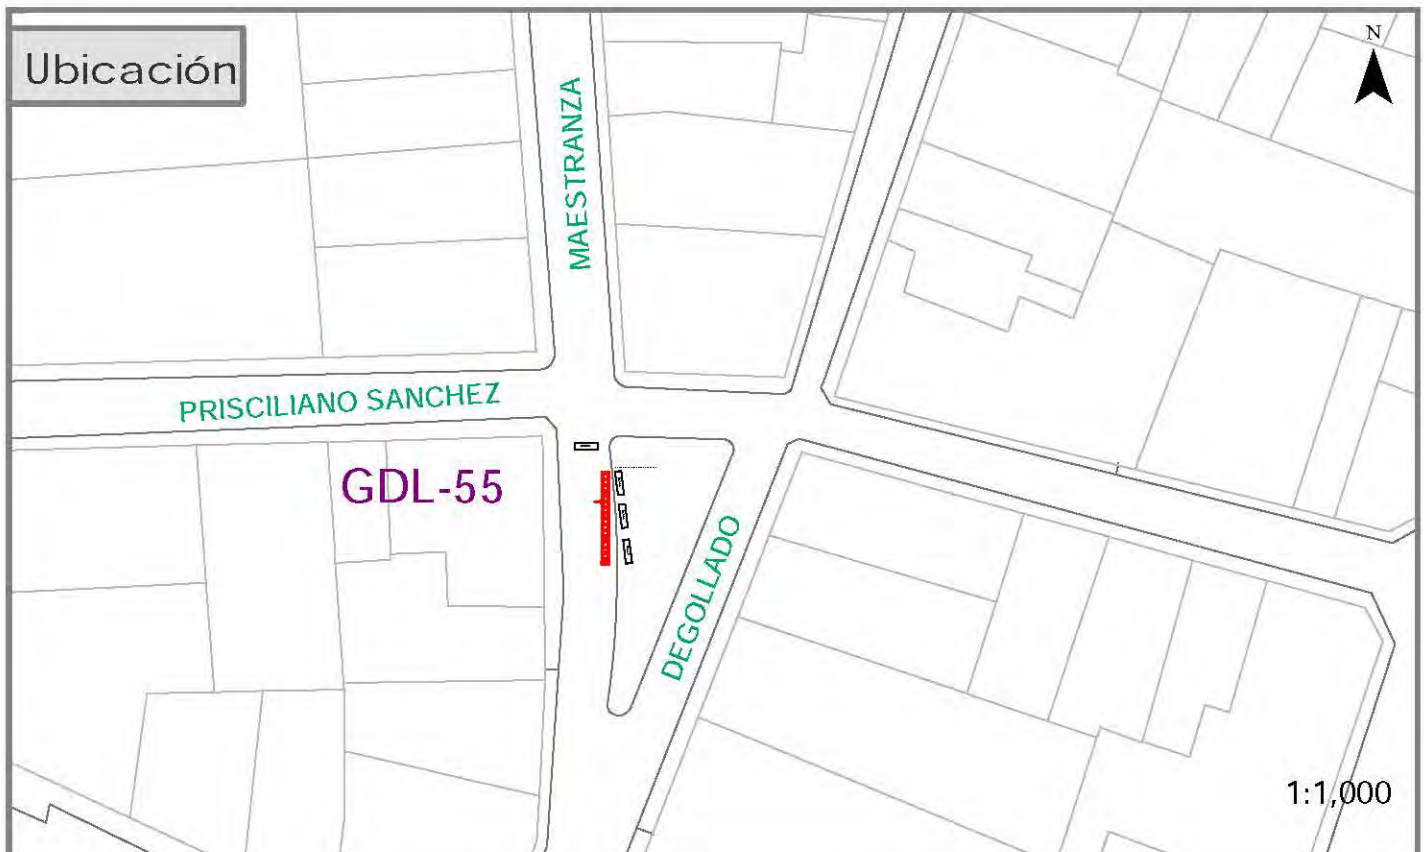 Ubicación
N
MAESTRANZA
PRISCILIANO SANCHEZ
GDL-55
DEGOLLADO
1:1,000